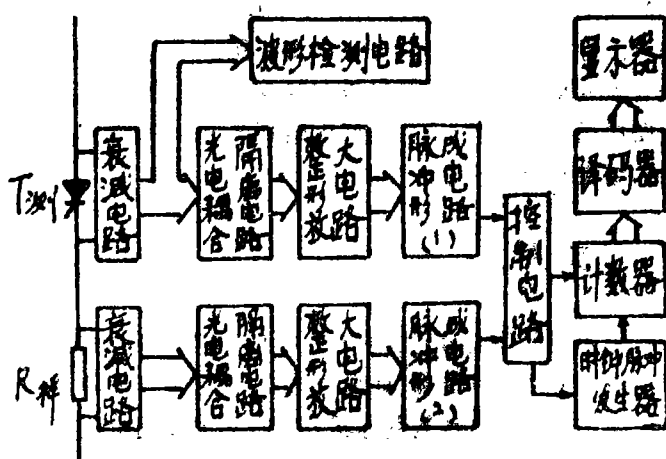 波形检测电路
显示器
译码器
计数器
时钟脉冲
发生器
T测
衰减电路
光电耦合
隔离电路
整形放
大电路
脉冲形
成电路
(1)
控制电路
R样
衰减电路
光电耦合
隔离电路
整形放
大电路
脉冲形
成电路
(2)